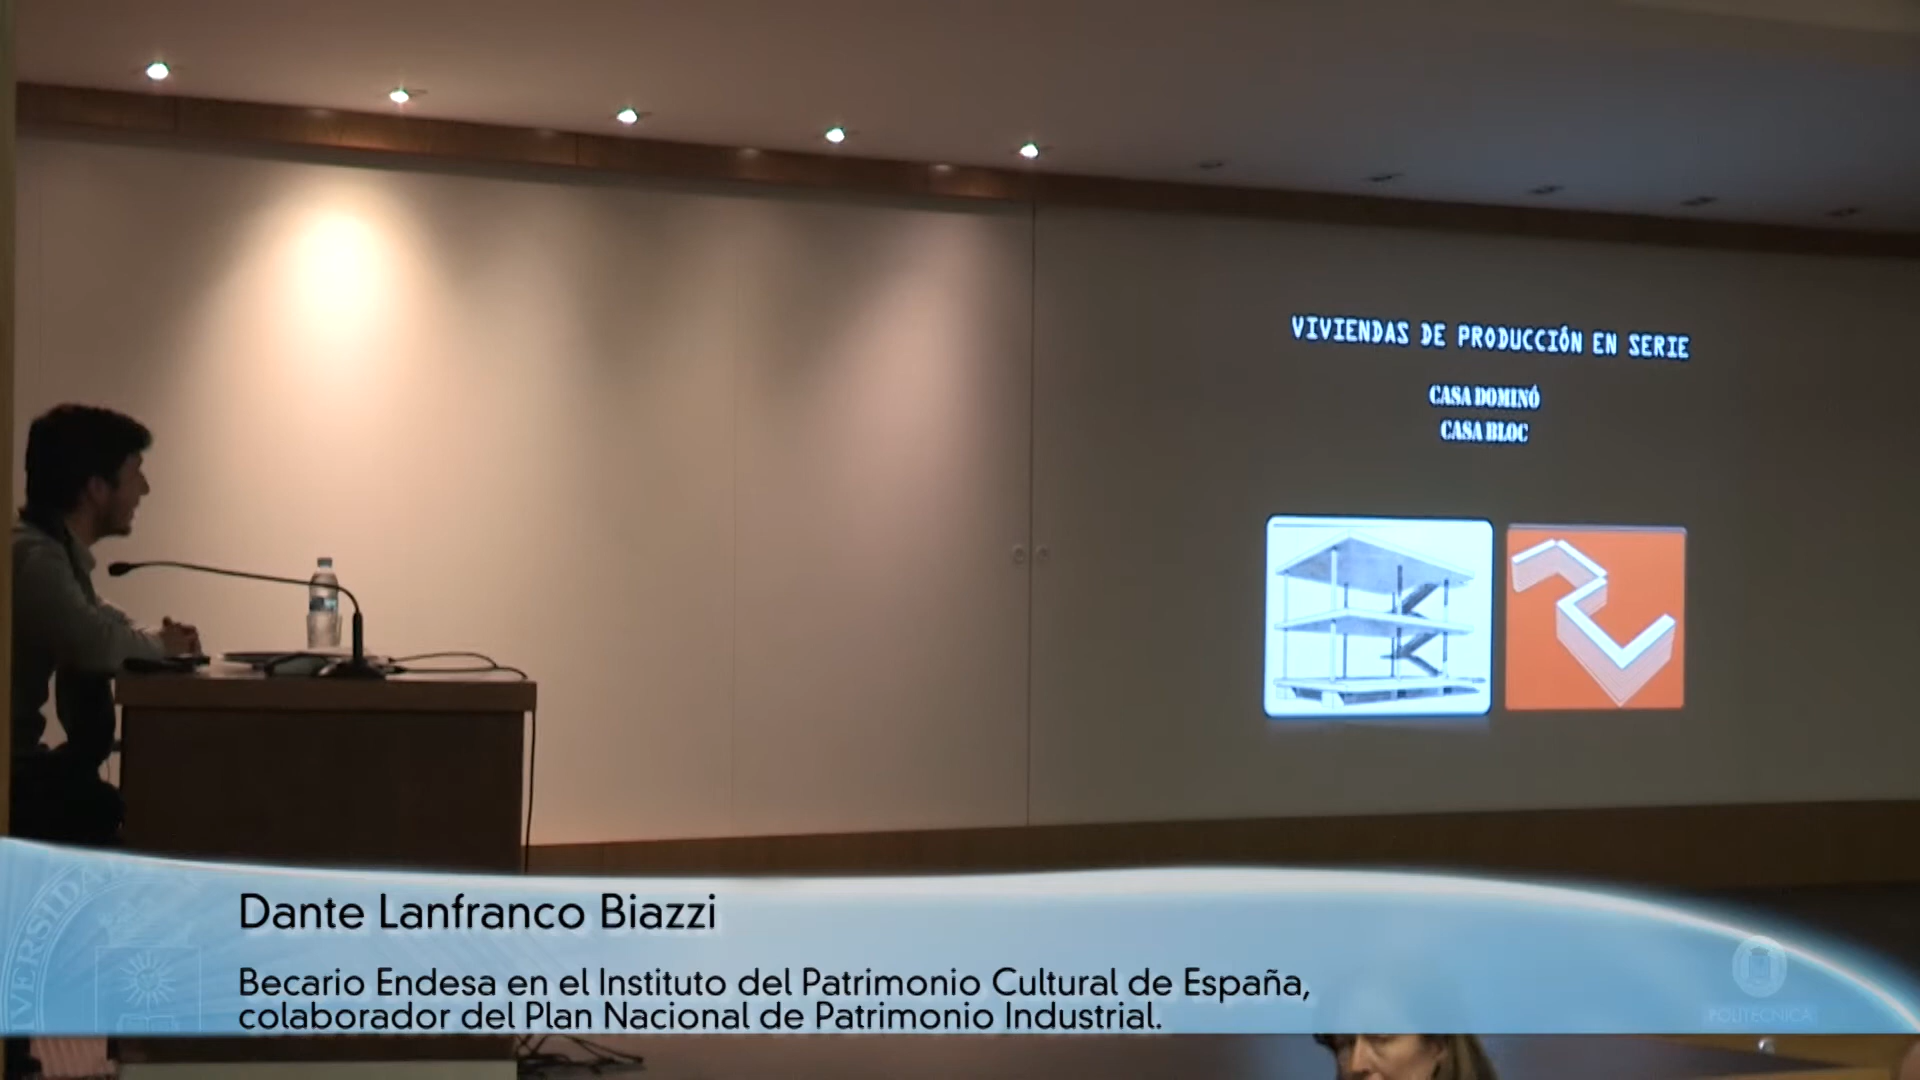 VIVIENDAS DE PRODUCCIÓN EN SERIE
CASA DOMINÓ
CASA BLOC
Dante Lanfranco Biazzi
Becario Endesa en el Instituto del Patrimonio Cultural de España,
colaborador del Plan Nacional de Patrimonio Industrial.
POLITÉCNICA